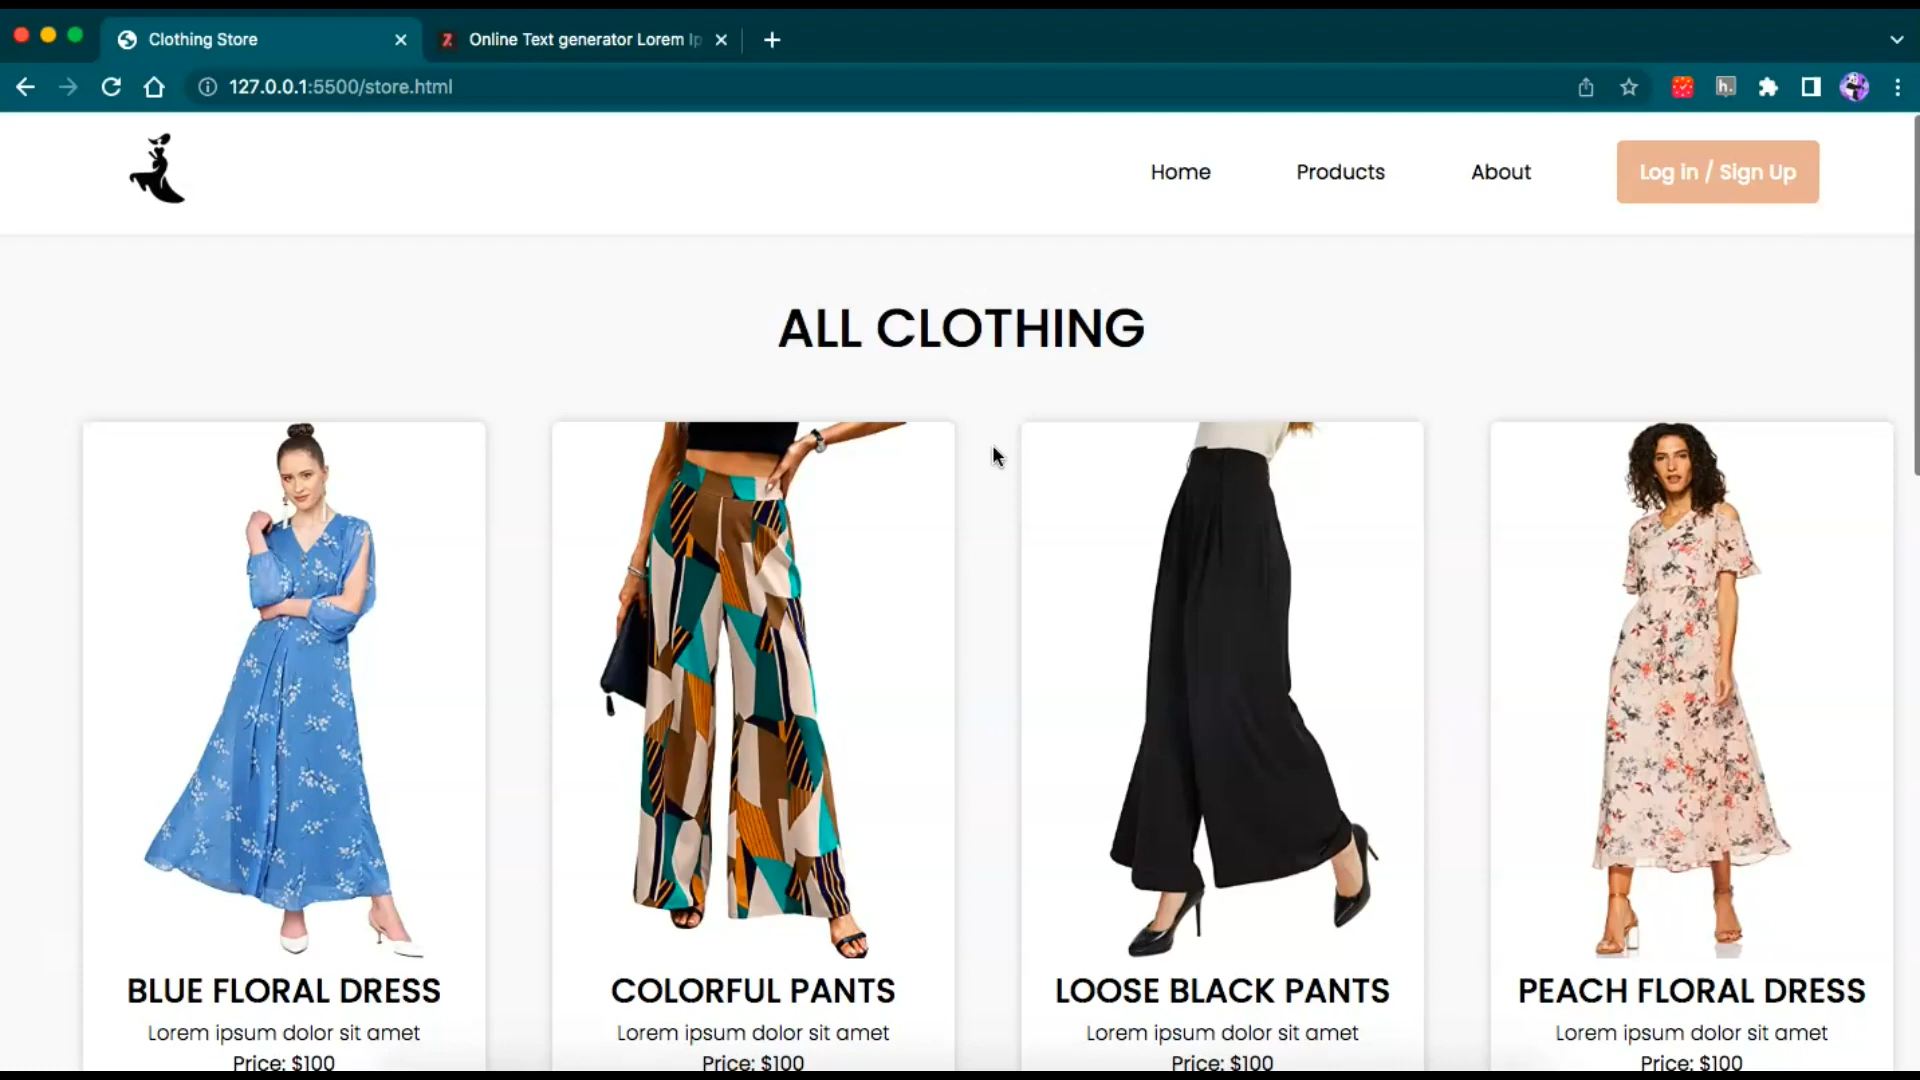 Clothing Store
Online Text generator Lorem Ip
127.0.0.1:5500/store.html
h.
Home
Products
About
Log in / Sign Up
ALL CLOTHING
BLUE FLORAL DRESS
Lorem ipsum dolor sit amet
Price: $100
COLORFUL PANTS
Lorem ipsum dolor sit amet
Price: $100
LOOSE BLACK PANTS
Lorem ipsum dolor sit amet
Price: $100
PEACH FLORAL DRESS
Lorem ipsum dolor sit amet
Price: $100